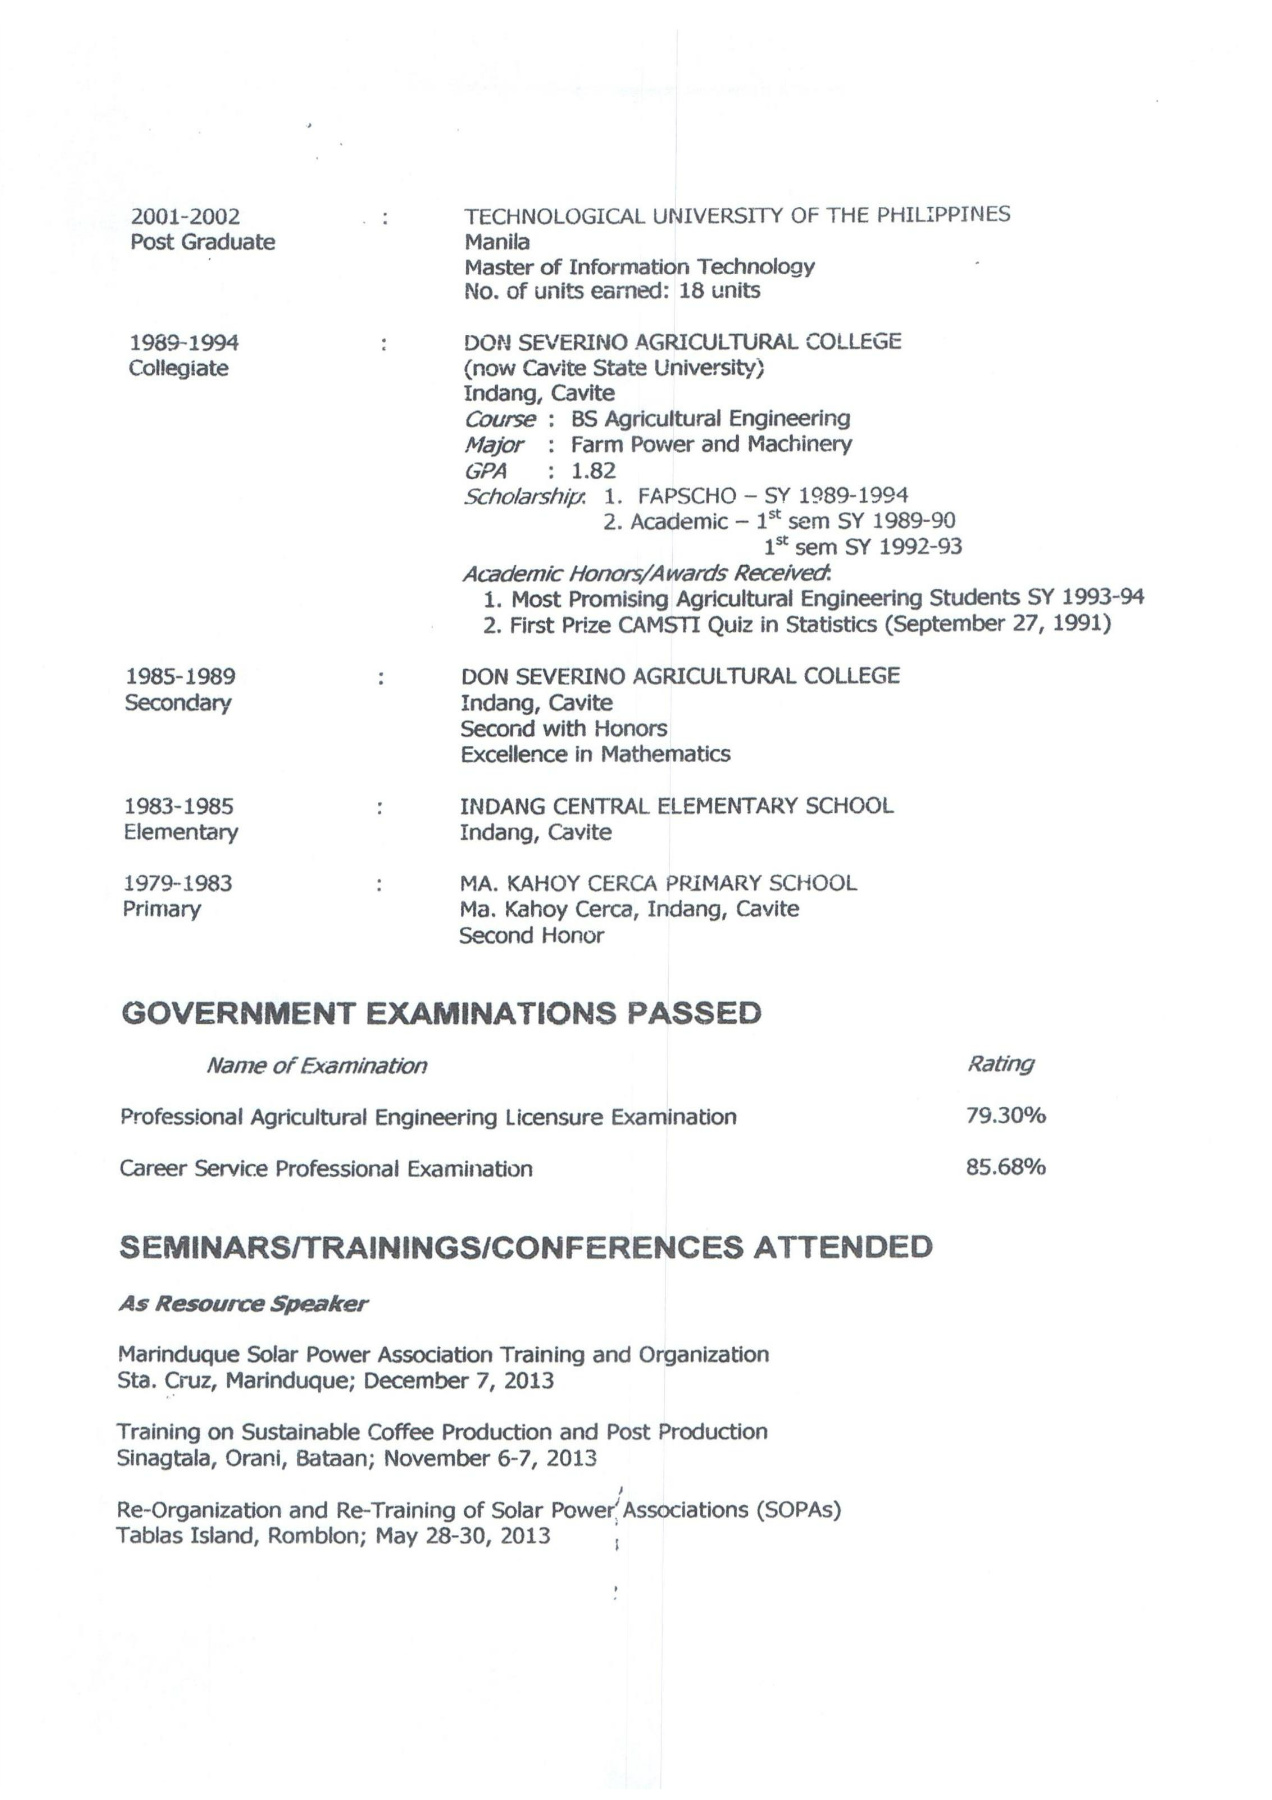 2001-2002 : TECHNOLOGICAL UNIVERSITY OF THE PHILIPPINES
Post Graduate Manila
Master of Information Technology
No. of units earned: 18 units
1989-1994 : DON SEVERINO AGRICULTURAL COLLEGE
Collegiate (now Cavite State University)
Indang, Cavite
Course : BS Agricultural Engineering
Major : Farm Power and Machinery
GPA : 1.82
Scholarship: 1. FAPSCHO – SY 1989-1994
2. Academic – 1st sem SY 1989-90
1st sem SY 1992-93
Academic Honors/Awards Received:
1. Most Promising Agricultural Engineering Students SY 1993-94
2. First Prize CAMSTI Quiz in Statistics (September 27, 1991)
1985-1989 : DON SEVERINO AGRICULTURAL COLLEGE
Secondary Indang, Cavite
Second with Honors
Excellence in Mathematics
1983-1985 : INDANG CENTRAL ELEMENTARY SCHOOL
Elementary Indang, Cavite
1979-1983 : MA. KAHOY CERCA PRIMARY SCHOOL
Primary Ma. Kahoy Cerca, Indang, Cavite
Second Honor
GOVERNMENT EXAMINATIONS PASSED
Name of Examination Rating
Professional Agricultural Engineering Licensure Examination 79.30%
Career Service Professional Examination 85.68%
SEMINARS/TRAININGS/CONFERENCES ATTENDED
As Resource Speaker
Marinduque Solar Power Association Training and Organization
Sta. Cruz, Marinduque; December 7, 2013
Training on Sustainable Coffee Production and Post Production
Sinagtala, Orani, Bataan; November 6-7, 2013
Re-Organization and Re-Training of Solar Power Associations (SOPAs)
Tablas Island, Romblon; May 28-30, 2013